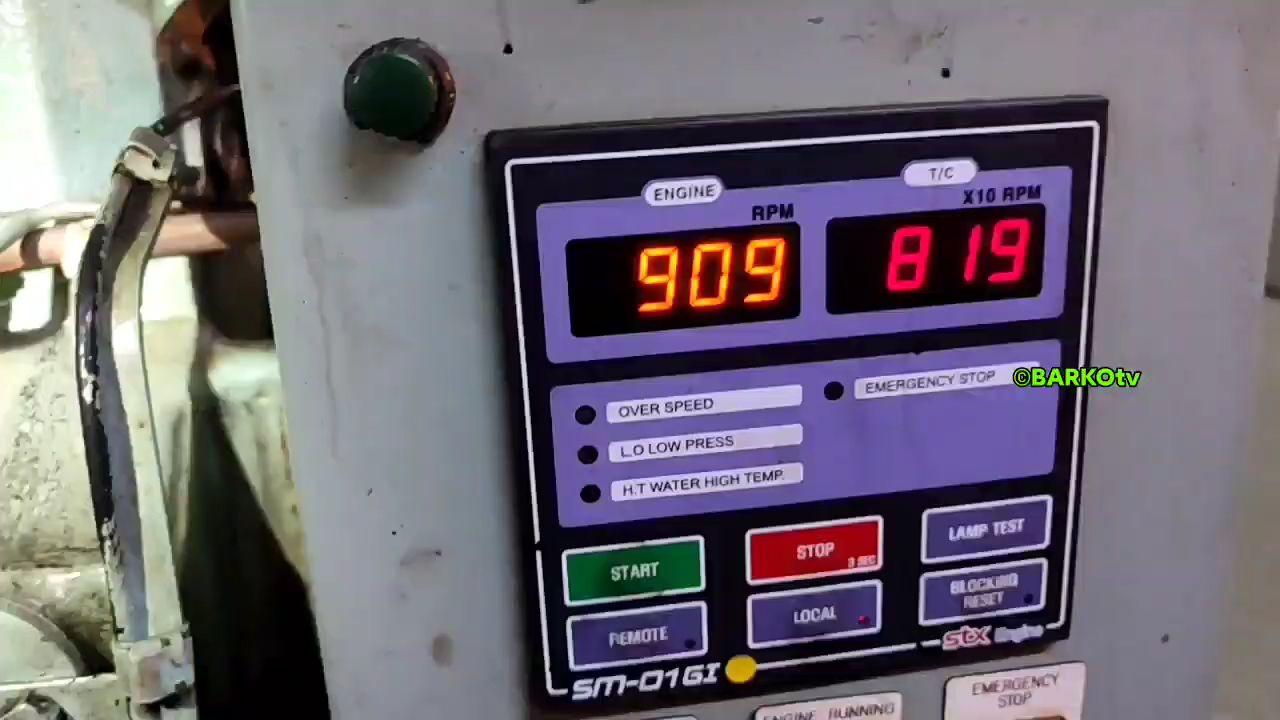 ENGINE
T/C
RPM
X10 RPM
909
819
OVER SPEED
EMERGENCY STOP
©BARKOtv
L.O LOW PRESS
H.T WATER HIGH TEMP.
START
STOP
3 SEC
LAMP TEST
REMOTE
LOCAL
BLOCKING
RESET
stx Engine
SM-01GI
ENGINE RUNNING
EMERGENCY
STOP